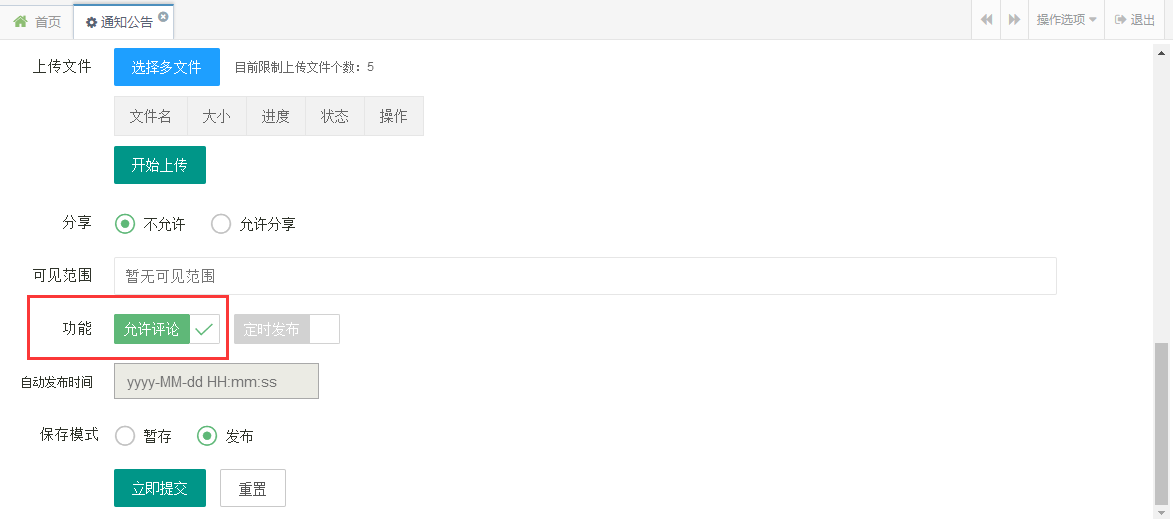 首页 通知公告 操作选项 退出
上传文件 选择多文件 目前限制上传文件个数：5
文件名 大小 进度 状态 操作
开始上传
分享 不允许 允许分享
可见范围 暂无可见范围
功能 允许评论 定时发布
自动发布时间 yyyy-MM-dd HH:mm:ss
保存模式 暂存 发布
立即提交 重置